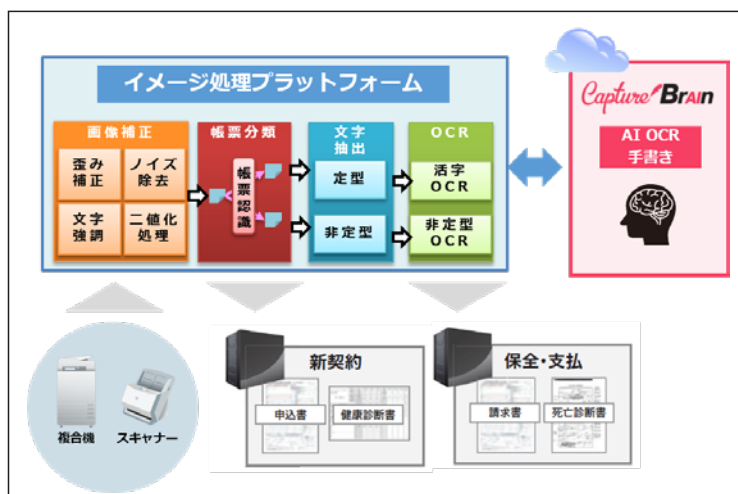 イメージ処理プラットフォーム
画像補正
歪み
補正
ノイズ
除去
文字
強調
二値化
処理
帳票分類
帳票認識
文字
抽出
定型
非定型
OCR
活字
OCR
非定型
OCR
Capture Brain
AI OCR
手書き
複合機
スキャナー
新契約
申込書
健康診断書
保全・支払
請求書
死亡診断書